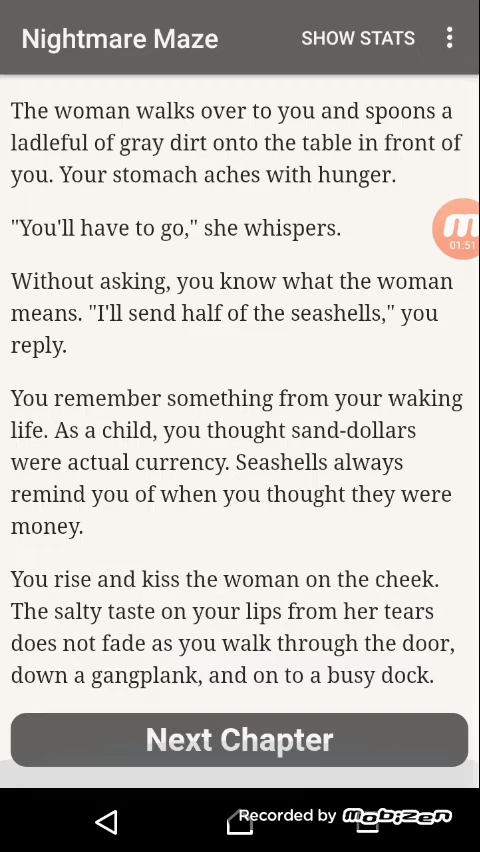 Nightmare Maze
SHOW STATS
The woman walks over to you and spoons a
ladleful of gray dirt onto the table in front of
you. Your stomach aches with hunger.
"You'll have to go," she whispers.
01:51
Without asking, you know what the woman
means. "I'll send half of the seashells," you
reply.
You remember something from your waking
life. As a child, you thought sand-dollars
were actual currency. Seashells always
remind you of when you thought they were
money.
You rise and kiss the woman on the cheek.
The salty taste on your lips from her tears
does not fade as you walk through the door,
down a gangplank, and on to a busy dock.
Next Chapter
Recorded by mobizen